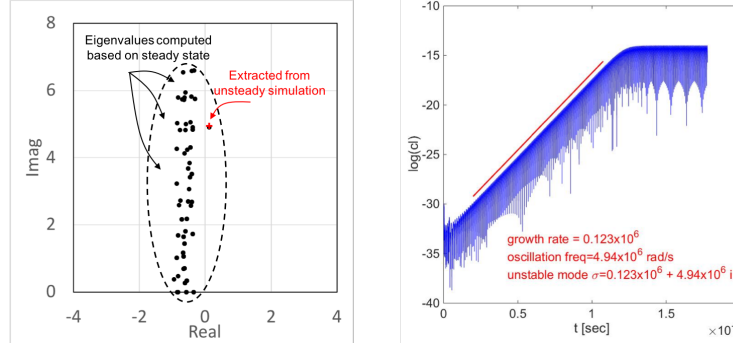 8
6
4
2
0
-4
-2
0
2
4
Imag
Real
Eigenvalues computed
based on steady state
Extracted from
unsteady simulation
-10
-15
-20
-25
-30
-35
-40
0
0.5
1
1.5
log(cl)
t [sec]
growth rate = 0.123x10⁶
oscillation freq=4.94x10⁶ rad/s
unstable mode σ=0.123x10⁶ + 4.94x10⁶ i